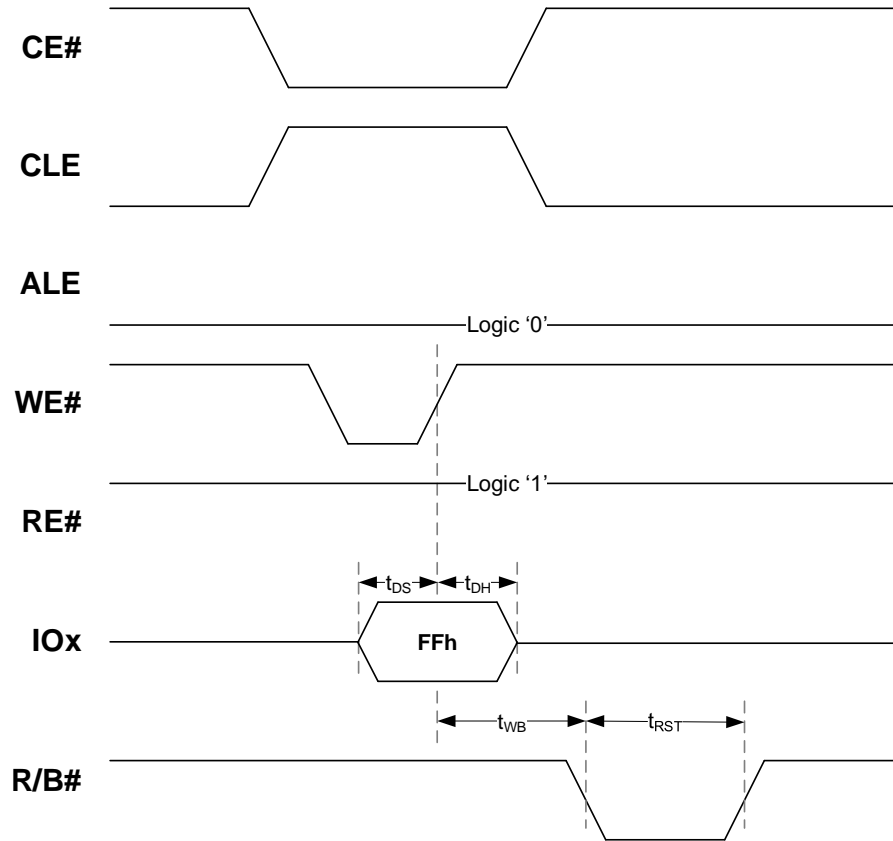 CE#
CLE
ALE
Logic ‘0’
WE#
Logic ‘1’
RE#
tDS
tDH
IOx
FFh
tWB
tRST
R/B#